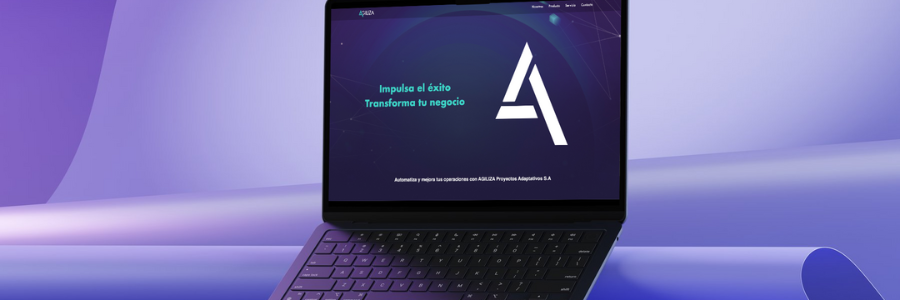 AGILIZA
Nosotros Producto Servicio Contacto
Impulsa el éxito
Transforma tu negocio
Automatiza y mejora tus operaciones con AGILIZA Proyectos Adaptativos S.A